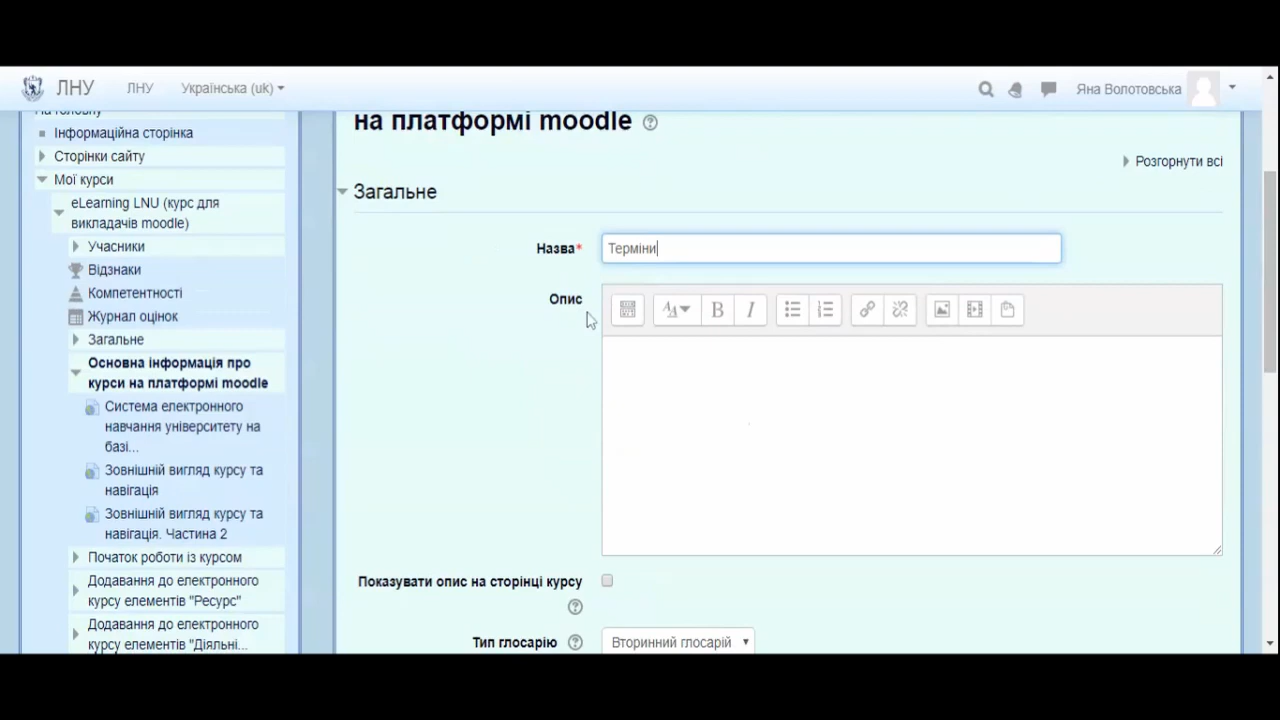 ЛНУ
ЛНУ
Українська (uk)
Яна Волотовська
На головну
Інформаційна сторінка
Сторінки сайту
Мої курси
eLearning LNU (курс для
викладачів moodle)
Учасники
Відзнаки
Компетентності
Журнал оцінок
Загальне
Основна інформація про
курси на платформі moodle
Система електронного
навчання університету на
базі...
Зовнішній вигляд курсу та
навігація
Зовнішній вигляд курсу та
навігація. Частина 2
Початок роботи із курсом
Додавання до електронного
курсу елементів "Ресурс"
Додавання до електронного
курсу елементів "Діяльні...
на платформі moodle
Розгорнути всі
Загальне
Назва*
Терміни
Опис
Показувати опис на сторінці курсу
Тип глосарію
Вторинний глосарій